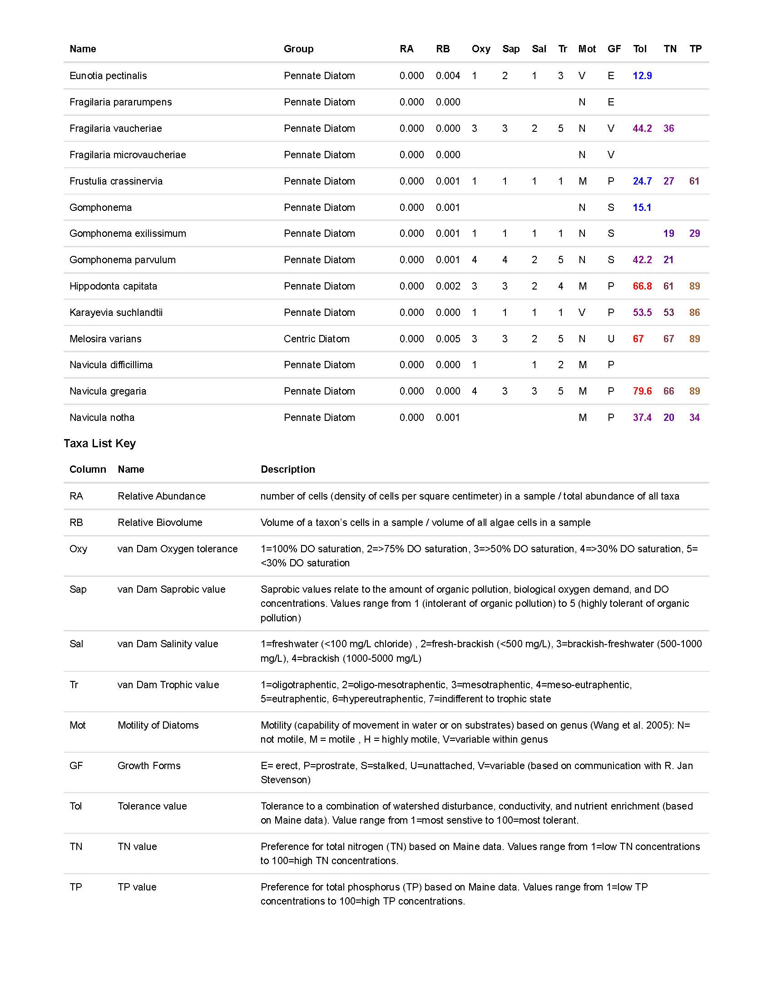 Name Group RA RB Oxy Sap Sal Tr Mot GF Tol TN TP
Eunotia pectinalis Pennate Diatom 0.000 0.004 1 2 1 3 V E 12.9
Fragilaria pararumpens Pennate Diatom 0.000 0.000 N E
Fragilaria vaucheriae Pennate Diatom 0.000 0.000 3 3 2 5 N V 44.2 36
Fragilaria microvaucheriae Pennate Diatom 0.000 0.000 N V
Frustulia crassinervia Pennate Diatom 0.000 0.001 1 1 1 1 M P 24.7 27 61
Gomphonema Pennate Diatom 0.000 0.001 N S 15.1
Gomphonema exilissimum Pennate Diatom 0.000 0.001 1 1 1 1 N S 19 29
Gomphonema parvulum Pennate Diatom 0.000 0.001 4 4 2 5 N S 42.2 21
Hippodonta capitata Pennate Diatom 0.000 0.002 3 3 2 4 M P 66.8 61 89
Karayevia suchlandtii Pennate Diatom 0.000 0.000 1 1 1 1 V P 53.5 53 86
Melosira varians Centric Diatom 0.000 0.005 3 3 2 5 N U 67 67 89
Navicula difficillima Pennate Diatom 0.000 0.000 1 1 2 M P
Navicula gregaria Pennate Diatom 0.000 0.000 4 3 3 5 M P 79.6 66 89
Navicula notha Pennate Diatom 0.000 0.001 M P 37.4 20 34
Taxa List Key
Column Name Description
RA Relative Abundance number of cells (density of cells per square centimeter) in a sample / total abundance of all taxa
RB Relative Biovolume Volume of a taxon’s cells in a sample / volume of all algae cells in a sample
Oxy van Dam Oxygen tolerance 1=100% DO saturation, 2=>75% DO saturation, 3=>50% DO saturation, 4=>30% DO saturation, 5=
<30% DO saturation
Sap van Dam Saprobic value Saprobic values relate to the amount of organic pollution, biological oxygen demand, and DO
concentrations. Values range from 1 (intolerant of organic pollution) to 5 (highly tolerant of organic
pollution)
Sal van Dam Salinity value 1=freshwater (<100 mg/L chloride) , 2=fresh-brackish (<500 mg/L), 3=brackish-freshwater (500-1000
mg/L), 4=brackish (1000-5000 mg/L)
Tr van Dam Trophic value 1=oligotraphentic, 2=oligo-mesotraphentic, 3=mesotraphentic, 4=meso-eutraphentic,
5=eutraphentic, 6=hypereutraphentic, 7=indifferent to trophic state
Mot Motility of Diatoms Motility (capability of movement in water or on substrates) based on genus (Wang et al. 2005): N=
not motile, M = motile , H = highly motile, V=variable within genus
GF Growth Forms E= erect, P=prostrate, S=stalked, U=unattached, V=variable (based on communication with R. Jan
Stevenson)
Tol Tolerance value Tolerance to a combination of watershed disturbance, conductivity, and nutrient enrichment (based
on Maine data). Value range from 1=most senstive to 100=most tolerant.
TN TN value Preference for total nitrogen (TN) based on Maine data. Values range from 1=low TN concentrations
to 100=high TN concentrations.
TP TP value Preference for total phosphorus (TP) based on Maine data. Values range from 1=low TP
concentrations to 100=high TP concentrations.